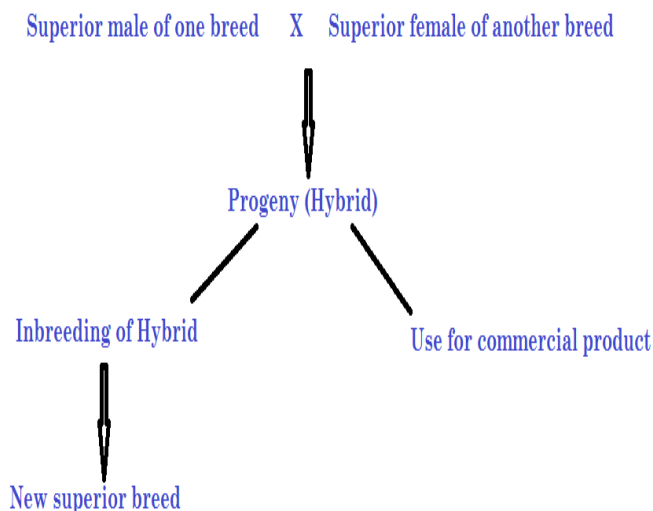 Superior male of one breed X Superior female of another breed
Progeny (Hybrid)
Inbreeding of Hybrid
Use for commercial product
New superior breed